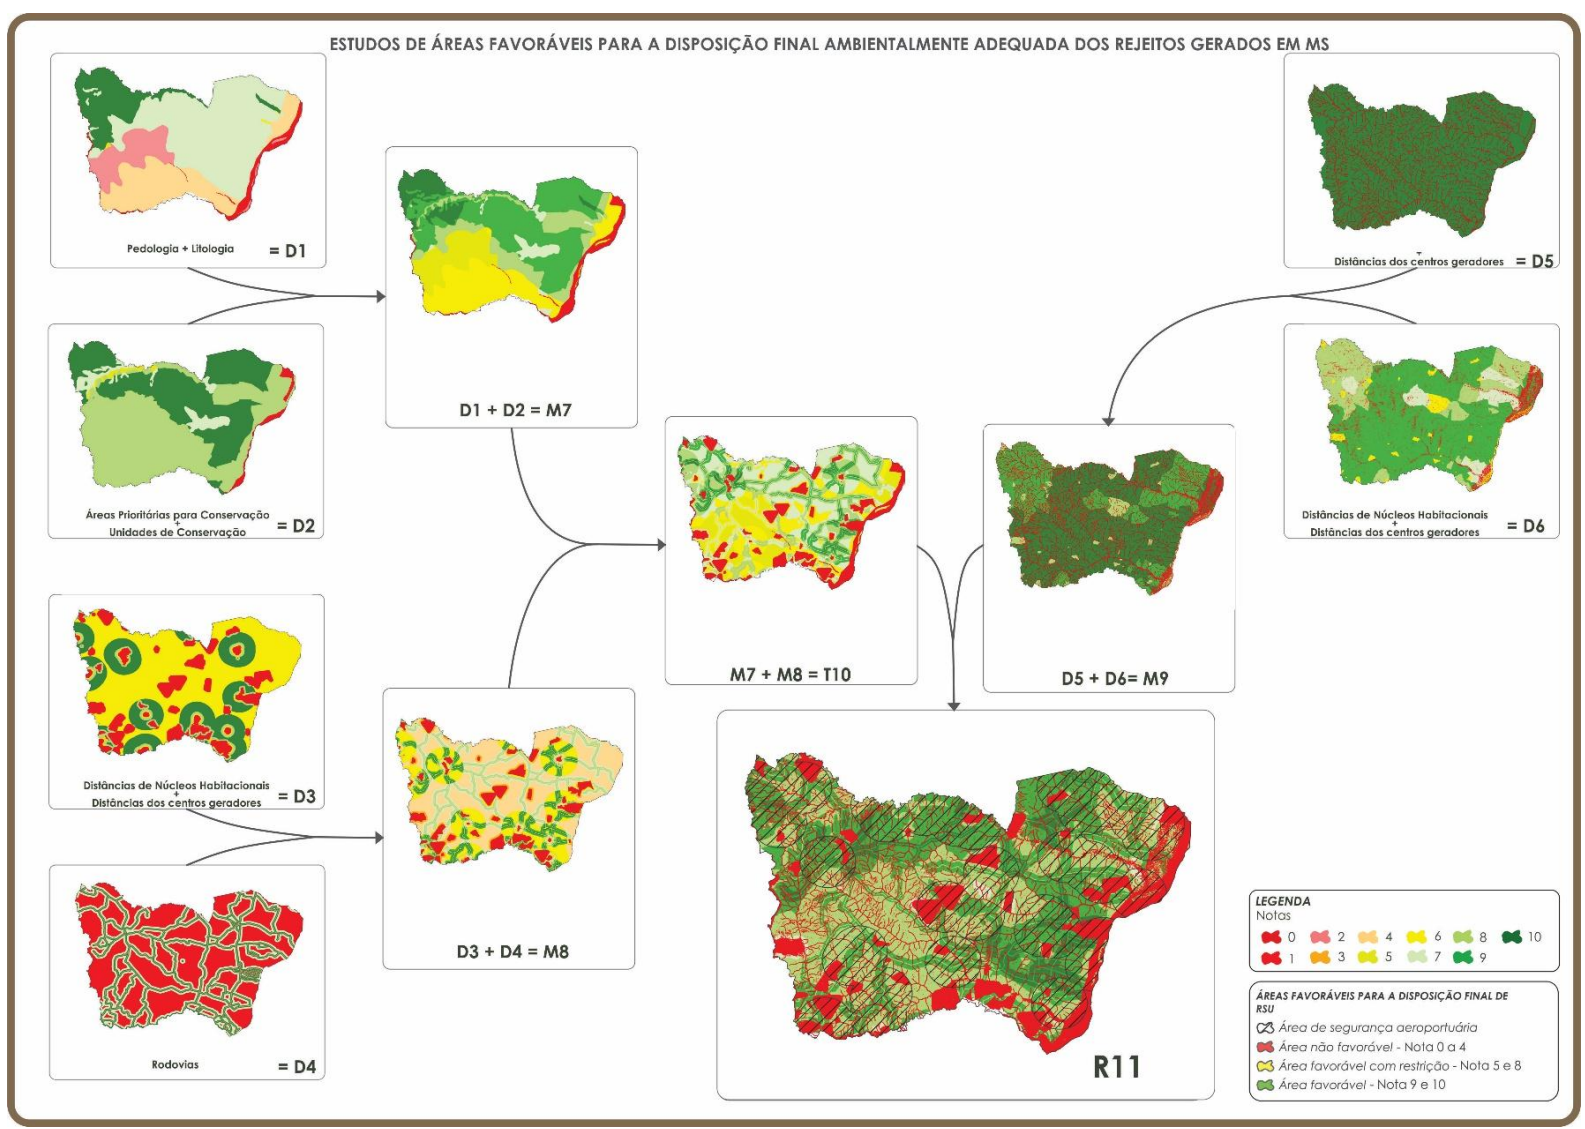 ESTUDOS DE ÁREAS FAVORÁVEIS PARA A DISPOSIÇÃO FINAL AMBIENTALMENTE ADEQUADA DOS REJEITOS GERADOS EM MS
Pedologia + Litologia = D1
Áreas Prioritárias para Conservação
+
Unidades de Conservação = D2
D1 + D2 = M7
Distâncias de Núcleos Habitacionais
+
Distâncias dos centros geradores = D3
Rodovias = D4
D3 + D4 = M8
M7 + M8 = T10
+
Distâncias dos centros geradores = D5
Distâncias de Núcleos Habitacionais
+
Distâncias dos centros geradores = D6
D5 + D6= M9
R11
LEGENDA
Notas
0 2 4 6 8 10
1 3 5 7 9
ÁREAS FAVORÁVEIS PARA A DISPOSIÇÃO FINAL DE
RSU
Área de segurança aeroportuária
Área não favorável - Nota 0 a 4
Área favorável com restrição - Nota 5 e 8
Área favorável - Nota 9 e 10